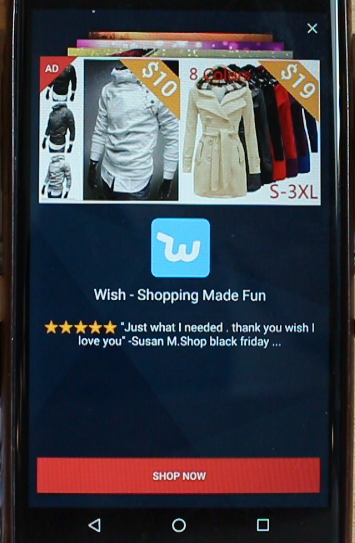 AD
$10
8 Colors
$19
S-3XL
Wish - Shopping Made Fun
"Just what I needed . thank you wish I
love you" -Susan M.Shop black friday ...
SHOP NOW